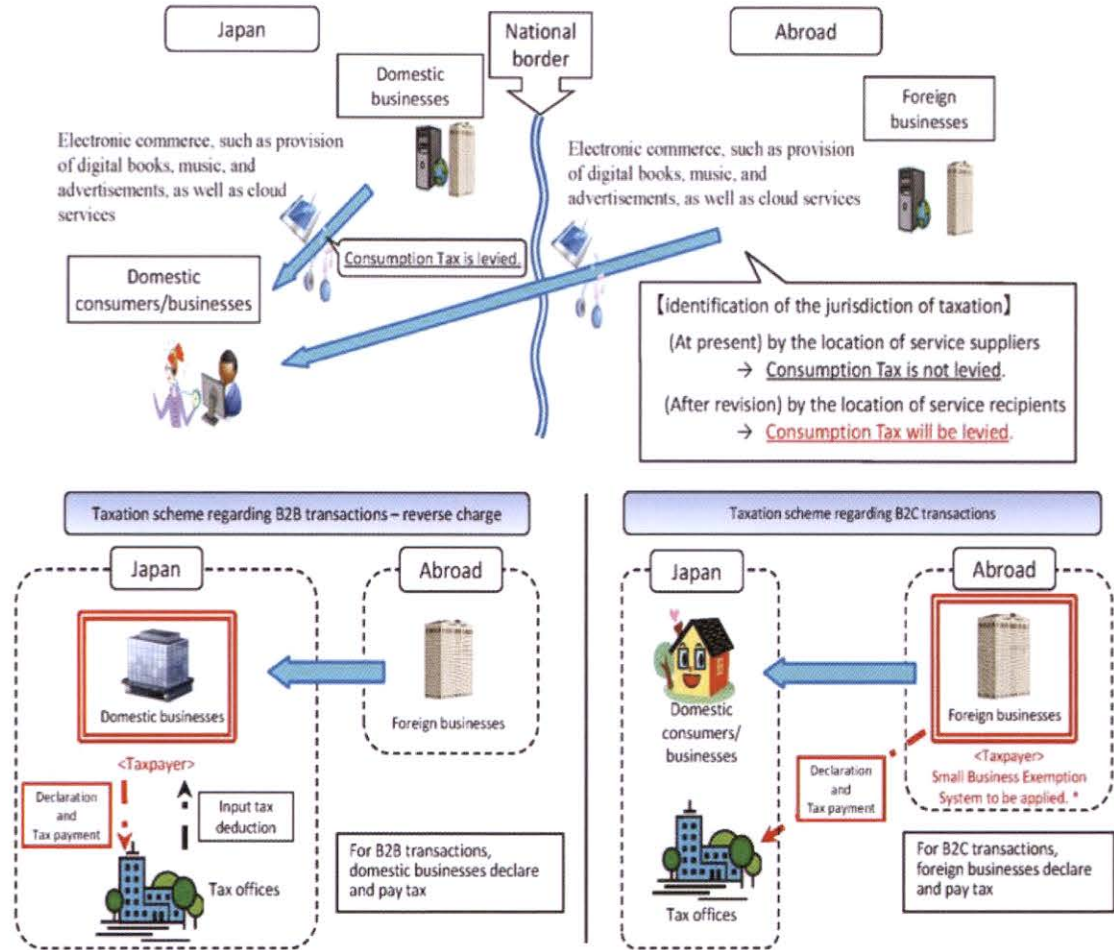 Japan
National
border
Abroad
Domestic
businesses
Foreign
businesses
Electronic commerce, such as provision
of digital books, music, and
advertisements, as well as cloud
services
Electronic commerce, such as provision
of digital books, music, and
advertisements, as well as cloud services
Consumption Tax is levied.
Domestic
consumers/businesses
【identification of the jurisdiction of taxation】
(At present) by the location of service suppliers
→ Consumption Tax is not levied.
(After revision) by the location of service recipients
→ Consumption Tax will be levied.
Taxation scheme regarding B2B transactions – reverse charge
Japan
Abroad
Domestic businesses
Foreign businesses
<Taxpayer>
Declaration
and
Tax payment
Input tax
deduction
Tax offices
For B2B transactions,
domestic businesses declare
and pay tax
Taxation scheme regarding B2C transactions
Japan
Abroad
Domestic
consumers/
businesses
Foreign businesses
<Taxpayer>
Small Business Exemption
System to be applied. *
Declaration
and
Tax payment
Tax offices
For B2C transactions,
foreign businesses declare
and pay tax